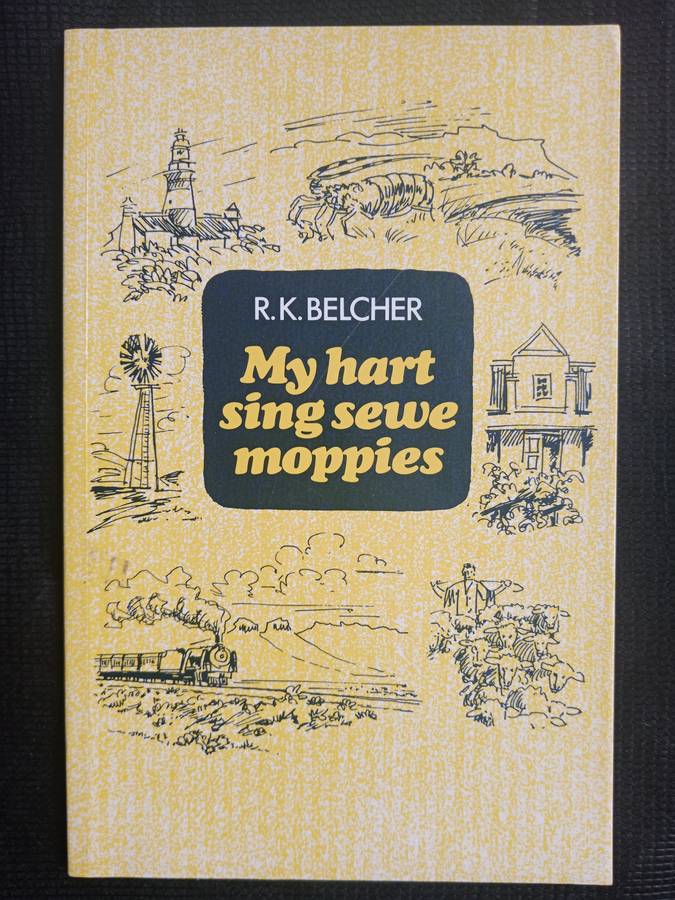 R. K. BELCHER
My hart
sing sewe
moppies